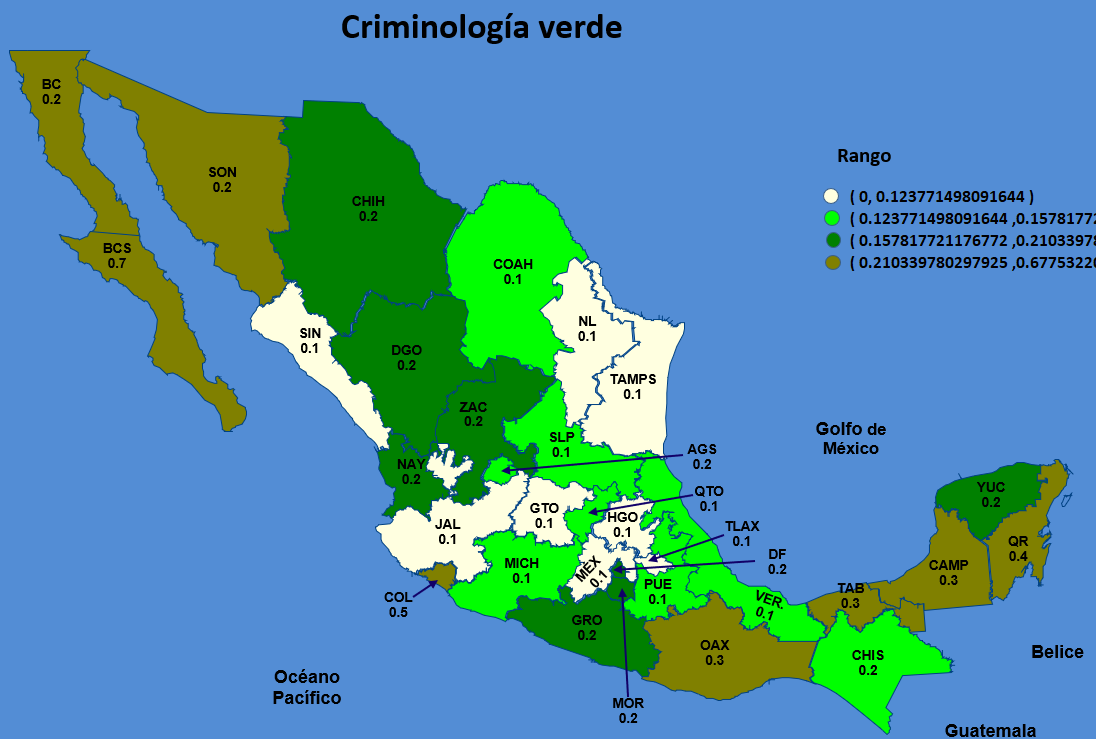 Criminología verde
BC
0.2
SON
0.2
CHIH
0.2
BCS
0.7
COAH
0.1
SIN
0.1
NL
0.1
DGO
0.2
TAMPS
0.1
ZAC
0.2
SLP
0.1
AGS
0.2
NAY
0.2
QTO
0.1
GTO
0.1
HGO
0.1
JAL
0.1
TLAX
0.1
MICH
0.1
MÉX
0.1
DF
0.2
PUE
0.1
COL
0.5
VER.
0.1
GRO
0.2
OAX
0.3
MOR
0.2
TAB
0.3
CHIS
0.2
CAMP
0.3
YUC
0.2
QR
0.4
Rango
( 0, 0.123771498091644 )
( 0.123771498091644 ,0.15781772
( 0.157817721176772 ,0.21033978
( 0.210339780297925 ,0.67753220
Golfo de
México
Océano
Pacífico
Belice
Guatemala